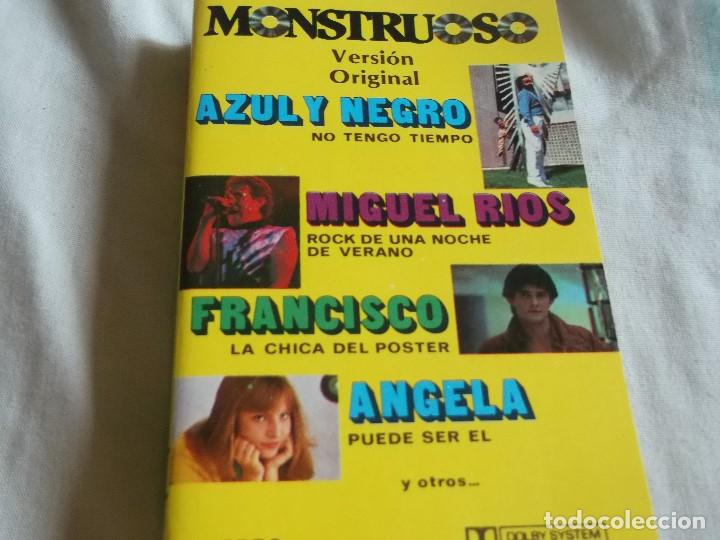 MONSTRUOSO
Versión
Original
AZUL Y NEGRO
NO TENGO TIEMPO
MIGUEL RIOS
ROCK DE UNA NOCHE
DE VERANO
FRANCISCO
LA CHICA DEL POSTER
ANGELA
PUEDE SER EL
y otros...
DOLBY SYSTEM
todocoleccion